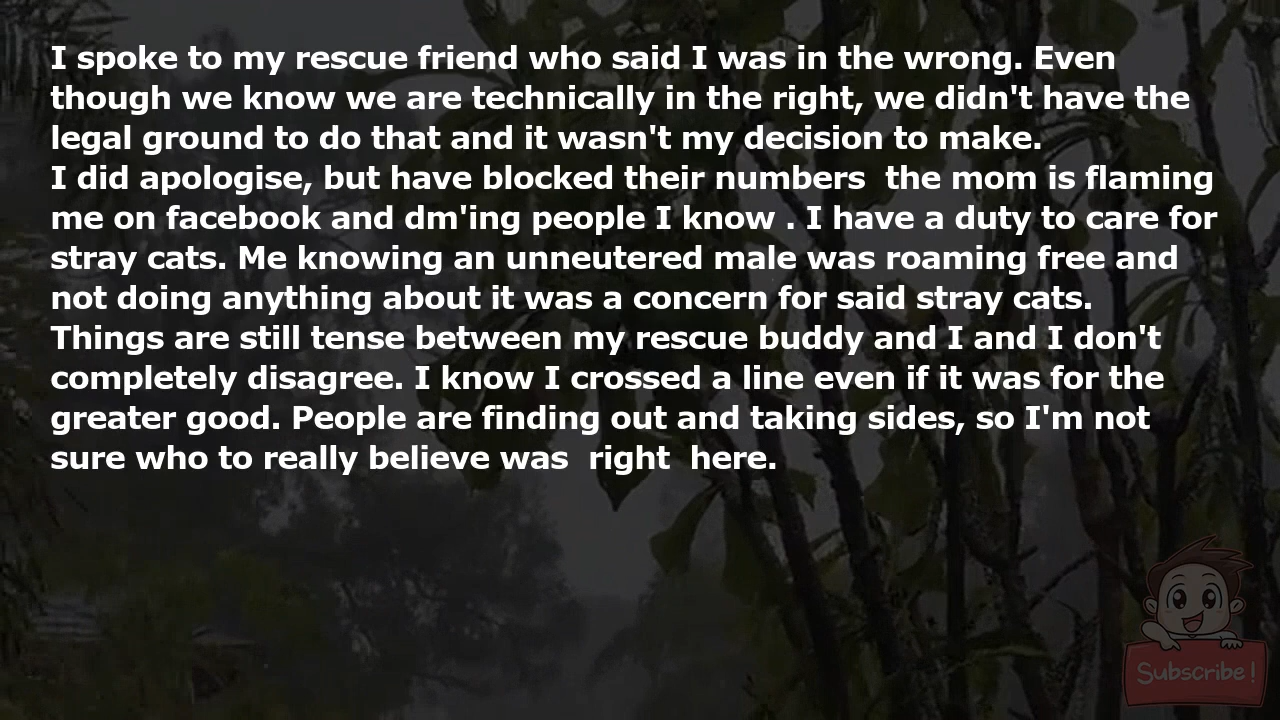 I spoke to my rescue friend who said I was in the wrong. Even
though we know we are technically in the right, we didn't have the
legal ground to do that and it wasn't my decision to make.
I did apologise, but have blocked their numbers  the mom is flaming
me on facebook and dm'ing people I know . I have a duty to care for
stray cats. Me knowing an unneutered male was roaming free and
not doing anything about it was a concern for said stray cats.
Things are still tense between my rescue buddy and I and I don't
completely disagree. I know I crossed a line even if it was for the
greater good. People are finding out and taking sides, so I'm not
sure who to really believe was  right  here.
Subscribe!